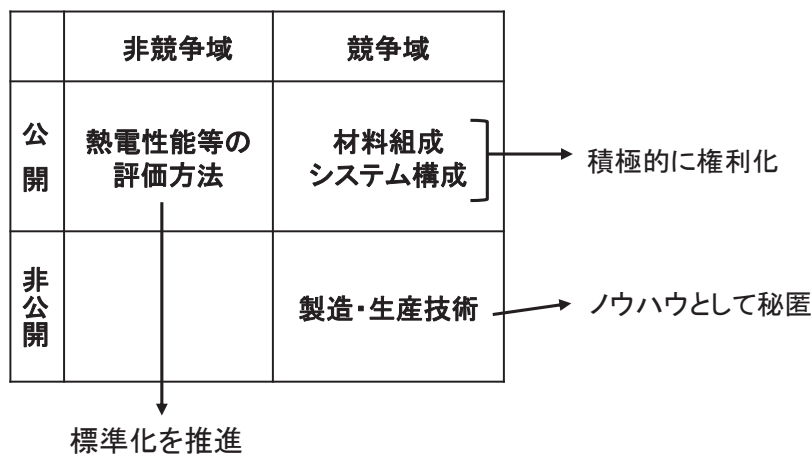 非競争域
競争域
公開
熱電性能等の
評価方法
材料組成
システム構成
積極的に権利化
非公開
製造・生産技術
ノウハウとして秘匿
標準化を推進